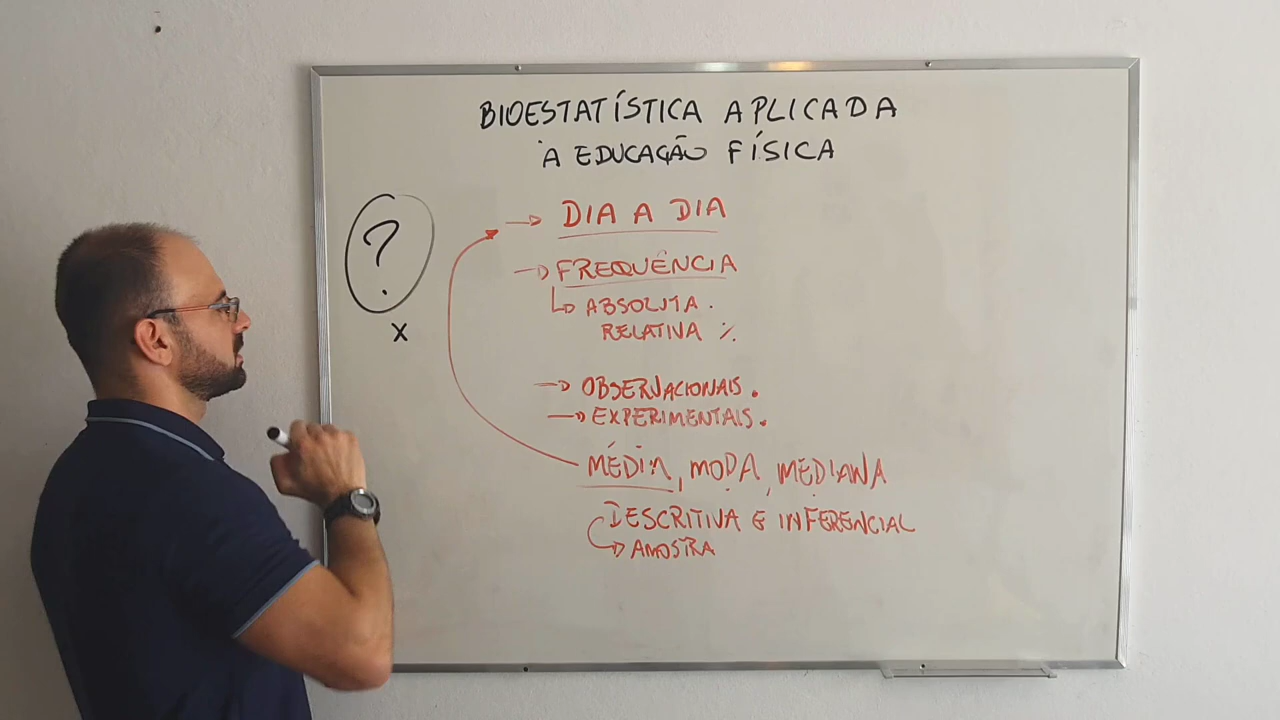 BIOESTATÍSTICA APLICADA
À EDUCAÇÃO FÍSICA
?
X
→ DIA A DIA
→ FREQUÊNCIA
↳ ABSOLUTA.
RELATIVA %
→ OBSERVACIONAIS.
→ EXPERIMENTAIS.
MÉDIA, MODA, MEDIANA
DESCRITIVA E INFERENCIAL
↳ AMOSTRA